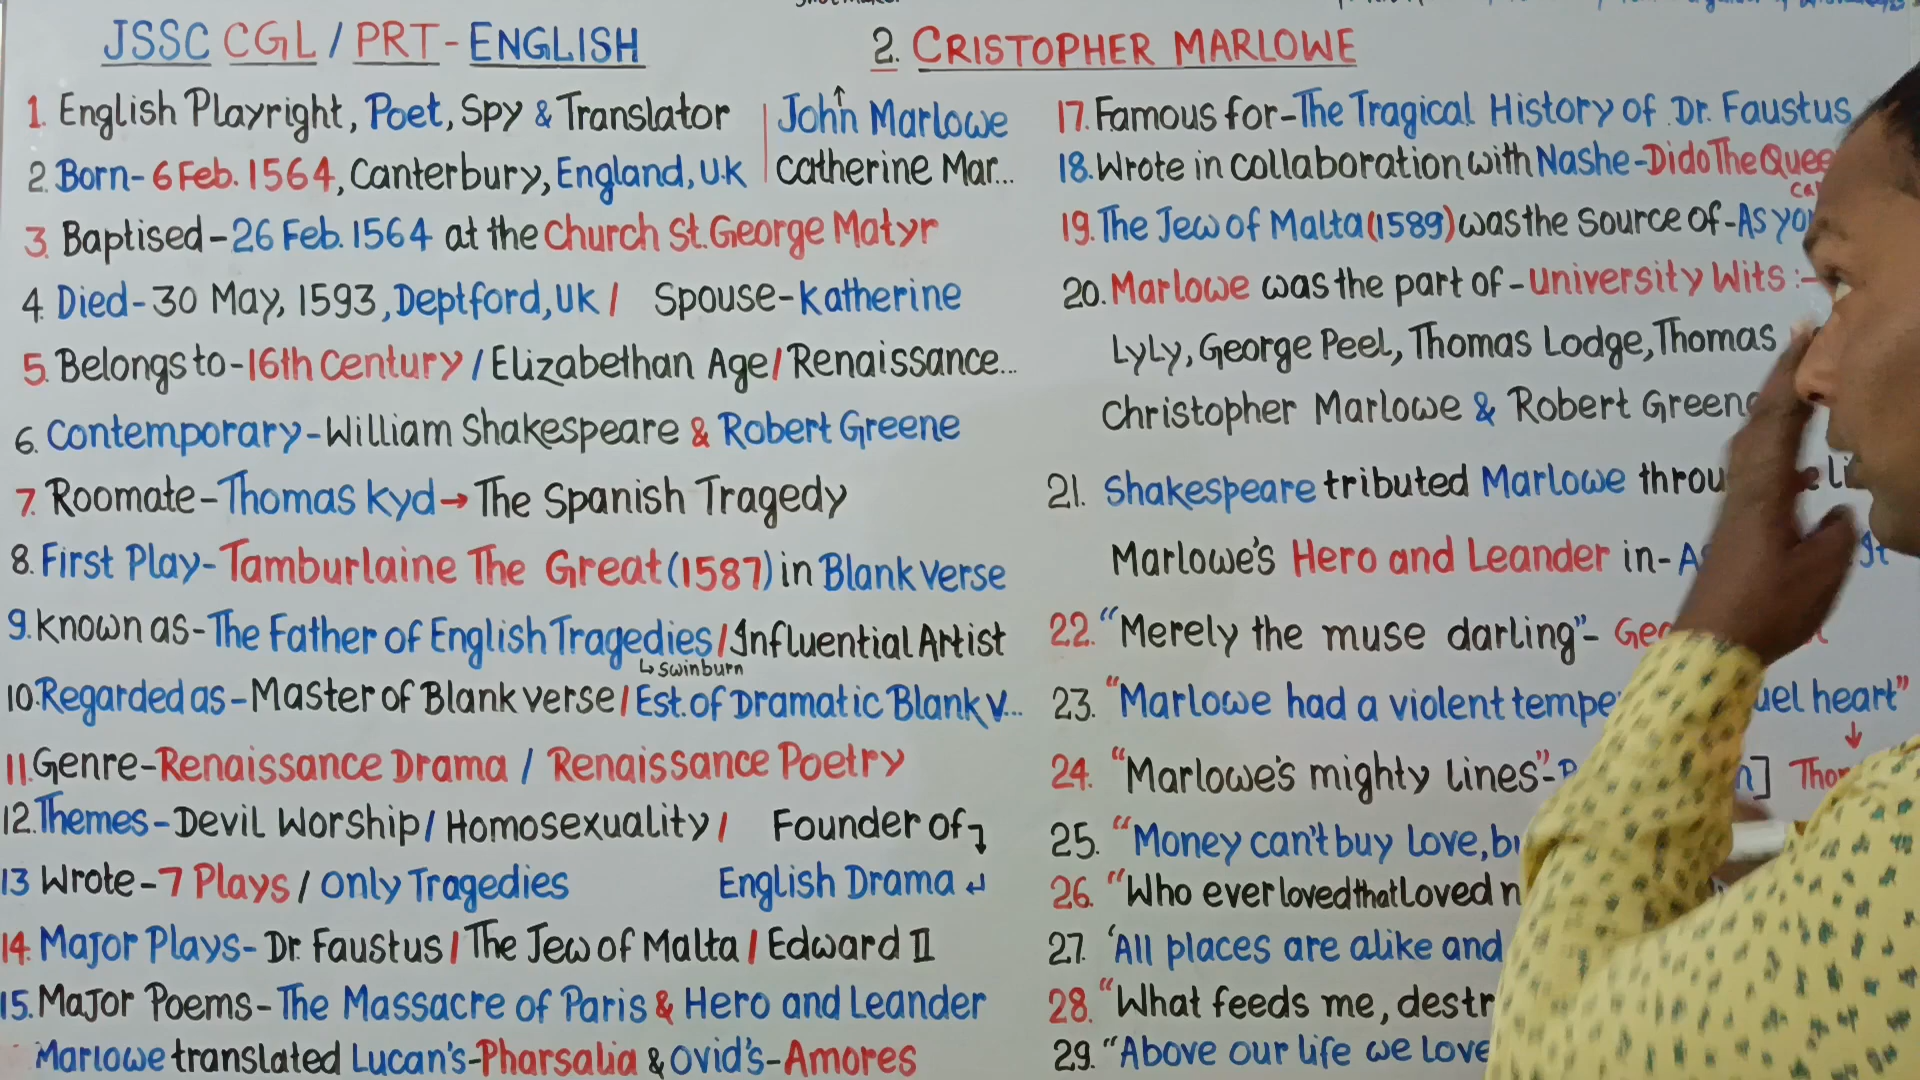 JSSC CGL / PRT - ENGLISH
2. CRISTOPHER MARLOWE
1. English Playright, Poet, Spy & Translator
John Marlowe
Catherine Mar...
2. Born - 6 Feb. 1564, Canterbury, England, U.K
3. Baptised - 26 Feb. 1564 at the Church St. George Matyr
4 Died - 30 May, 1593, Deptford, UK / Spouse - Katherine
5. Belongs to - 16th Century / Elizabethan Age / Renaissance...
6. Contemporary - William Shakespeare & Robert Greene
7. Roomate - Thomas Kyd → The Spanish Tragedy
8. First Play - Tamburlaine The Great (1587) in Blank verse
9. Known as - The Father of English Tragedies / Influential Artist
↳ Swinburn
10. Regarded as - Master of Blank verse / Est. of Dramatic Blank V...
11. Genre - Renaissance Drama / Renaissance Poetry
12. Themes - Devil Worship / Homosexuality / Founder of
13 Wrote - 7 Plays / Only Tragedies English Drama
14. Major Plays - Dr. Faustus / The Jew of Malta / Edward II
15. Major Poems - The Massacre of Paris & Hero and Leander
Marlowe translated Lucan's - Pharsalia & Ovid's - Amores
17. Famous for - The Tragical History of Dr. Faustus
18. Wrote in collaboration with Nashe - Dido The
19. The Jew of Malta (1589) was the source of - As
20. Marlowe was the part of - University Wits :-
Lyly, George Peel, Thomas Lodge, Thomas
Christopher Marlowe & Robert Greene
21. Shakespeare tributed Marlowe
Marlowe's Hero and Leander in -
22. "Merely the muse darling" -
23. "Marlowe had a violent heart"
24. "Marlowe's mighty lines" -
25. "Money can't buy love,
26. "Who ever loved that loved
27. 'All places are alike and
28. "What feeds me,
29. "Above our life we love